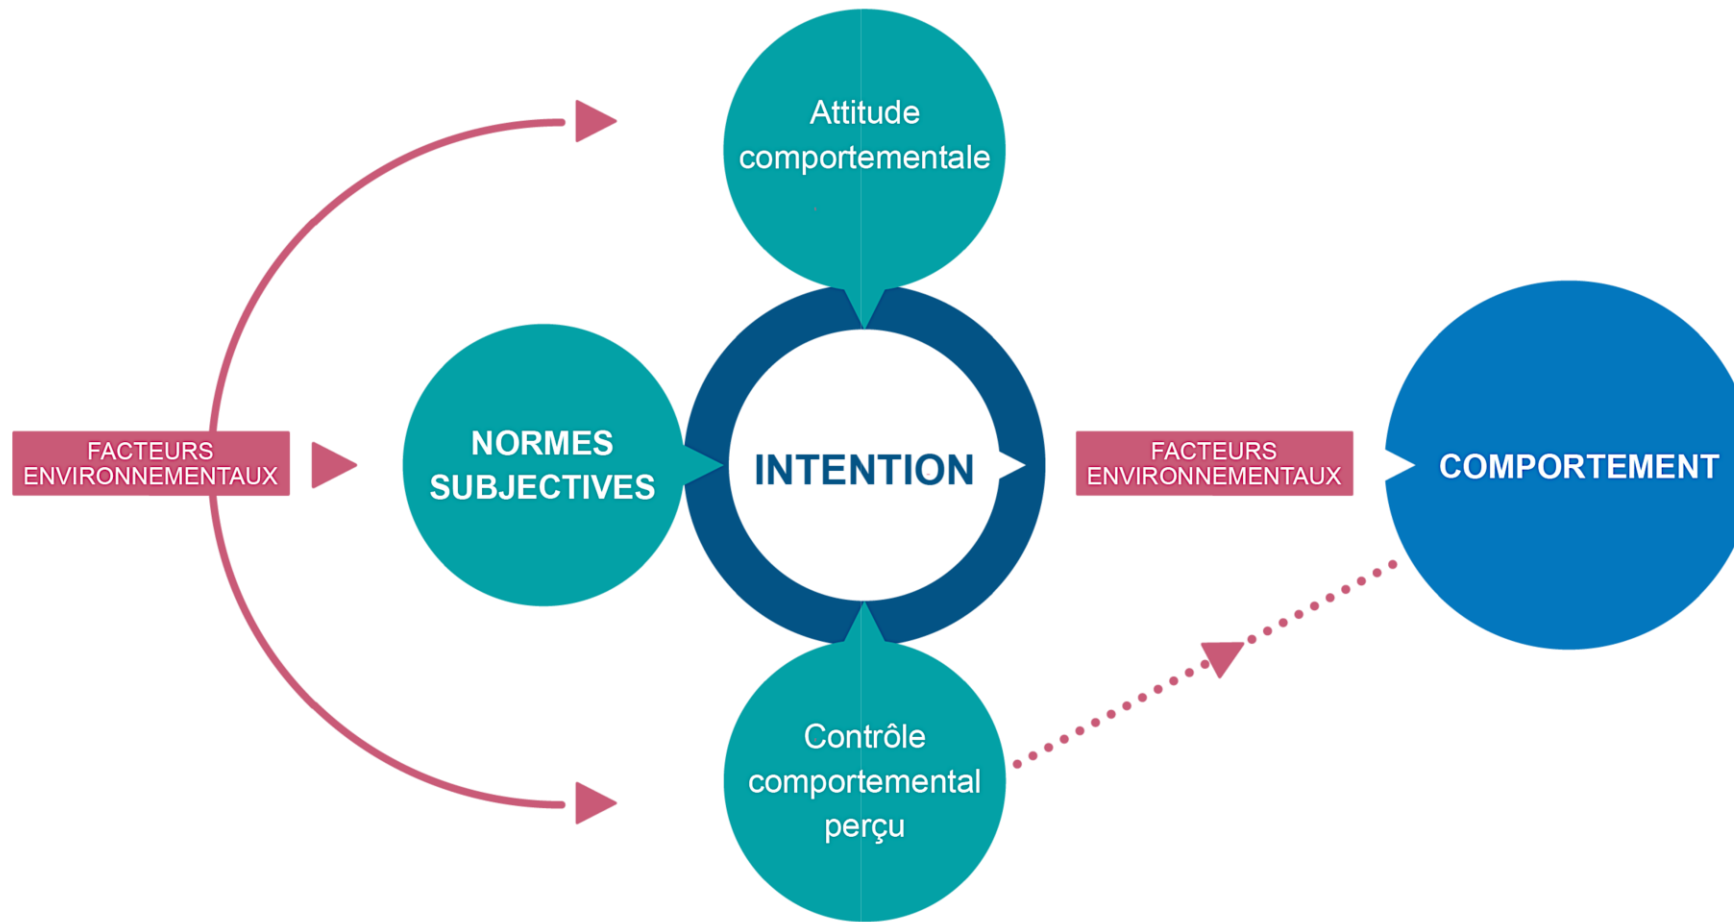 Attitude
comportementale
FACTEURS
ENVIRONNEMENTAUX
NORMES
SUBJECTIVES
INTENTION
FACTEURS
ENVIRONNEMENTAUX
COMPORTEMENT
Contrôle
comportemental
perçu